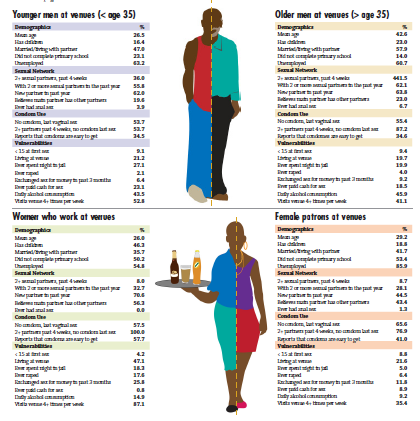 Younger men at venues (< age 35)
Demographics %
Mean age 26.5
Has children 16.4
Married/living with partner 47.0
Did not complete primary school 23.1
Unemployed 63.2
Sexual Network
2+ sexual partners, past 4 weeks 36.0
With 2 or more sexual partners in the past year 55.8
New partner in past year 62.0
Believes main partner has other partners 19.8
Ever had anal sex 3.9
Condom Use
No condom, last vaginal sex 53.7
2+ partners past 4 weeks, no condom last sex 53.7
Reports that condoms are easy to get 34.5
Vulnerabilities
< 15 at first sex 9.1
Living at venue 21.2
Ever spent night in jail 27.1
Ever raped 2.1
Exchanged sex for money in past 3 months 6.4
Ever paid cash for sex 23.1
Daily alcohol consumption 43.5
Visits venue 4+ times per week 52.8
Older men at venues (> age 35)
Demographics %
Mean age 42.6
Has children 23.0
Married/living with partner 57.9
Did not complete primary school 14.0
Unemployed 66.7
Sexual Network
2+ sexual partners, past 4 weeks 441.5
With 2 or more sexual partners in the past year 62.1
New partner in past year 63.8
Believes main partner has other partners 23.0
Ever had anal sex 6.7
Condom Use
No condom, last vaginal sex 55.4
2+ partners past 4 weeks, no condom last sex 37.2
Reports that condoms are easy to get 34.6
Vulnerabilities
< 15 at first sex 9.4
Living at venue 19.7
Ever spent night in jail 19.9
Ever raped 4.0
Exchanged sex for money in past 3 months 9.2
Ever paid cash for sex 18.5
Daily alcohol consumption 45.9
Visits venue 4+ times per week 41.1
Women who work at venues
Demographics %
Mean age 26.0
Has children 46.3
Married/living with partner 35.7
Did not complete primary school 50.2
Unemployed 54.8
Sexual Network
2+ sexual partners, past 4 weeks 8.0
With 2 or more sexual partners in the past year 32.7
New partner in past year 70.6
Believes main partner has other partners 56.3
Ever had anal sex 0.0
Condom Use
No condom, last vaginal sex 57.5
2+ partners past 4 weeks, no condom last sex 100.0
Reports that condoms are easy to get 57.7
Vulnerabilities
< 15 at first sex 4.2
Living at venue 47.1
Ever spent night in jail 18.3
Ever raped 17.6
Exchanged sex for money in past 3 months 25.8
Ever paid cash for sex 0.8
Daily alcohol consumption 14.9
Visits venue 4+ times per week 87.1
Female patrons at venues
Demographics %
Mean age 29.2
Has children 18.8
Married/living with partner 41.7
Did not complete primary school 53.4
Unemployed 85.9
Sexual Network
2+ sexual partners, past 4 weeks 8.7
With 2 or more sexual partners in the past year 28.1
New partner in past year 44.5
Believes main partner has other partners 43.4
Ever had anal sex 1.3
Condom Use
No condom, last vaginal sex 65.6
2+ partners past 4 weeks, no condom last sex 76.9
Reports that condoms are easy to get 41.0
Vulnerabilities
< 15 at first sex 8.8
Living at venue 21.6
Ever spent night in jail 5.0
Ever raped 6.4
Exchanged sex for money in past 3 months 11.8
Ever paid cash for sex 8.9
Daily alcohol consumption 9.2
Visits venue 4+ times per week 35.4